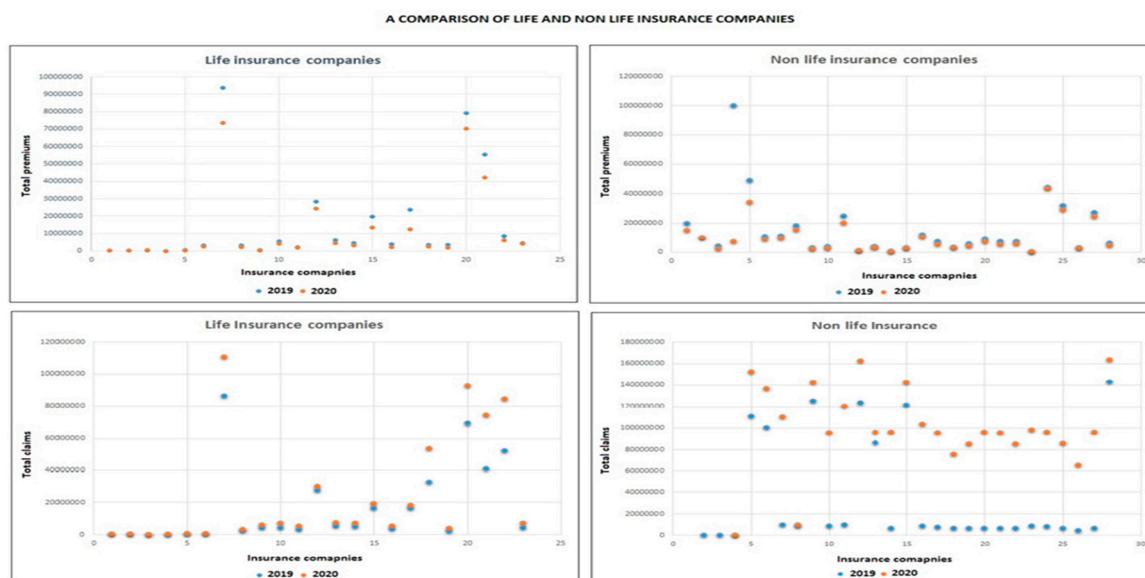 A COMPARISON OF LIFE AND NON LIFE INSURANCE COMPANIES
Life insurance companies
Total premiums
100000000
90000000
80000000
70000000
60000000
50000000
40000000
30000000
20000000
10000000
0
0 5 10 15 20 25
Insurance comapnies
2019 2020
Non life insurance companies
Total premiums
120000000
100000000
80000000
60000000
40000000
20000000
0
0 5 10 15 20 25 30
Insurance comapnies
2019 2020
Life Insurance companies
Total claims
120000000
100000000
80000000
60000000
40000000
20000000
0
0 5 10 15 20 25
Insurance comapnies
2019 2020
Non life Insurance
Total claims
180000000
160000000
140000000
120000000
100000000
80000000
60000000
40000000
20000000
0
0 5 10 15 20 25 30
Insurance comapnies
2019 2020